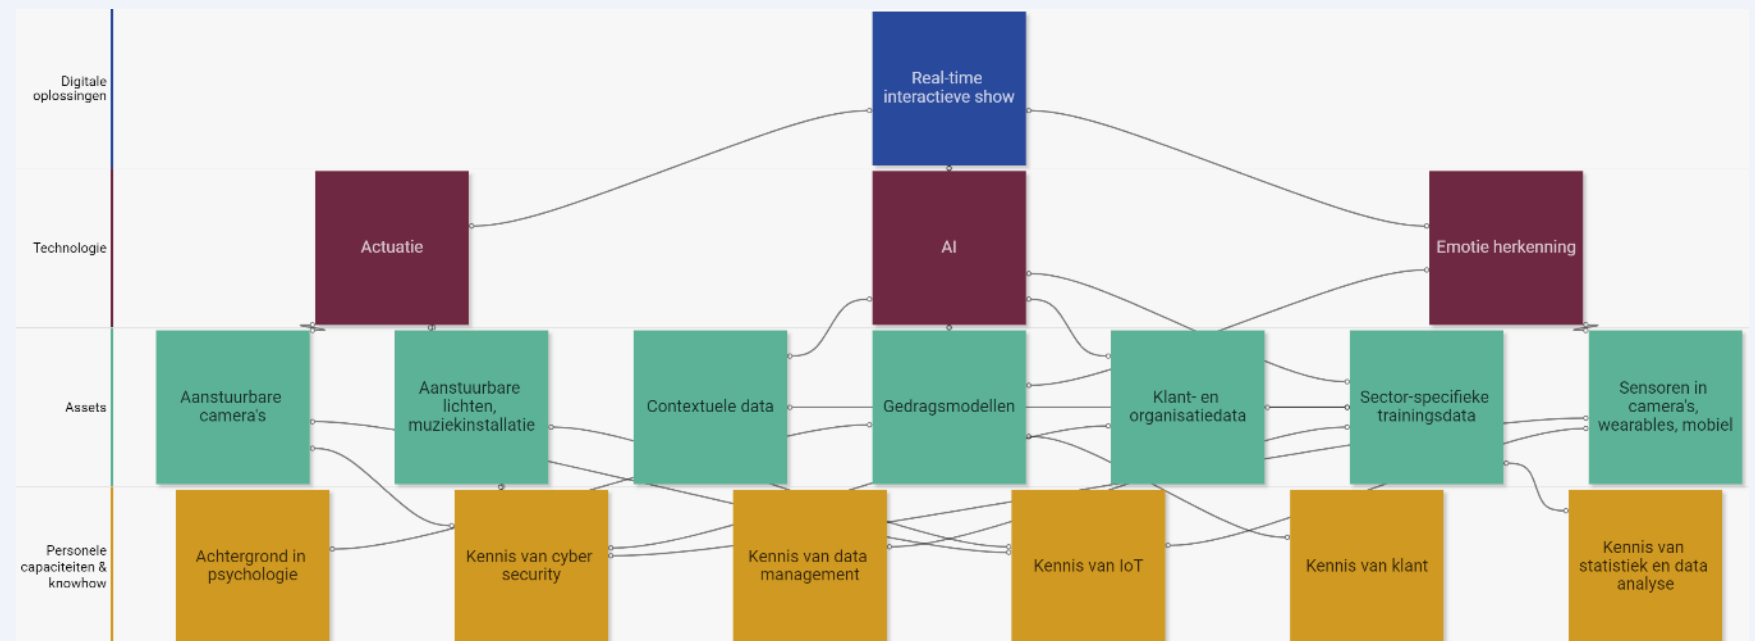 Digitale
oplossingen
Real-time
interactieve show
Technologie
Actuatie
AI
Emotie herkenning
Assets
Aanstuurbare
camera's
Aanstuurbare
lichten,
muziekinstallatie
Contextuele data
Gedragsmodellen
Klant- en
organisatiedata
Sector-specifieke
trainingsdata
Sensoren in
camera's,
wearables, mobiel
Personele
capaciteiten &
knowhow
Achtergrond in
psychologie
Kennis van cyber
security
Kennis van data
management
Kennis van IoT
Kennis van klant
Kennis van
statistiek en data
analyse